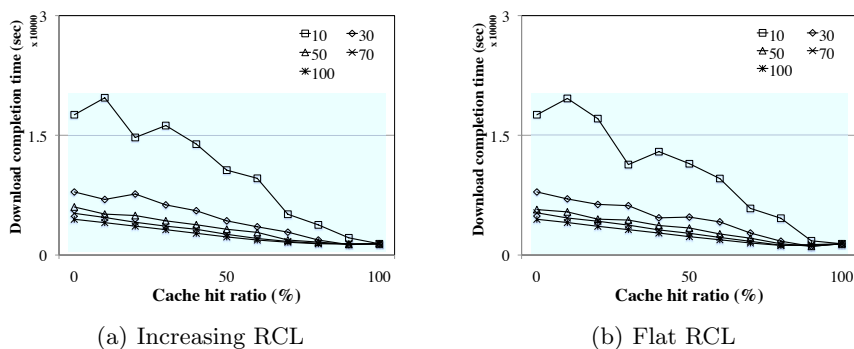 Download completion time (sec)
x 10000
3
1.5
0
10
30
50
70
100
0
50
100
Cache hit ratio (%)
(a) Increasing RCL
Download completion time (sec)
x 10000
3
1.5
0
10
30
50
70
100
0
50
100
Cache hit ratio (%)
(b) Flat RCL